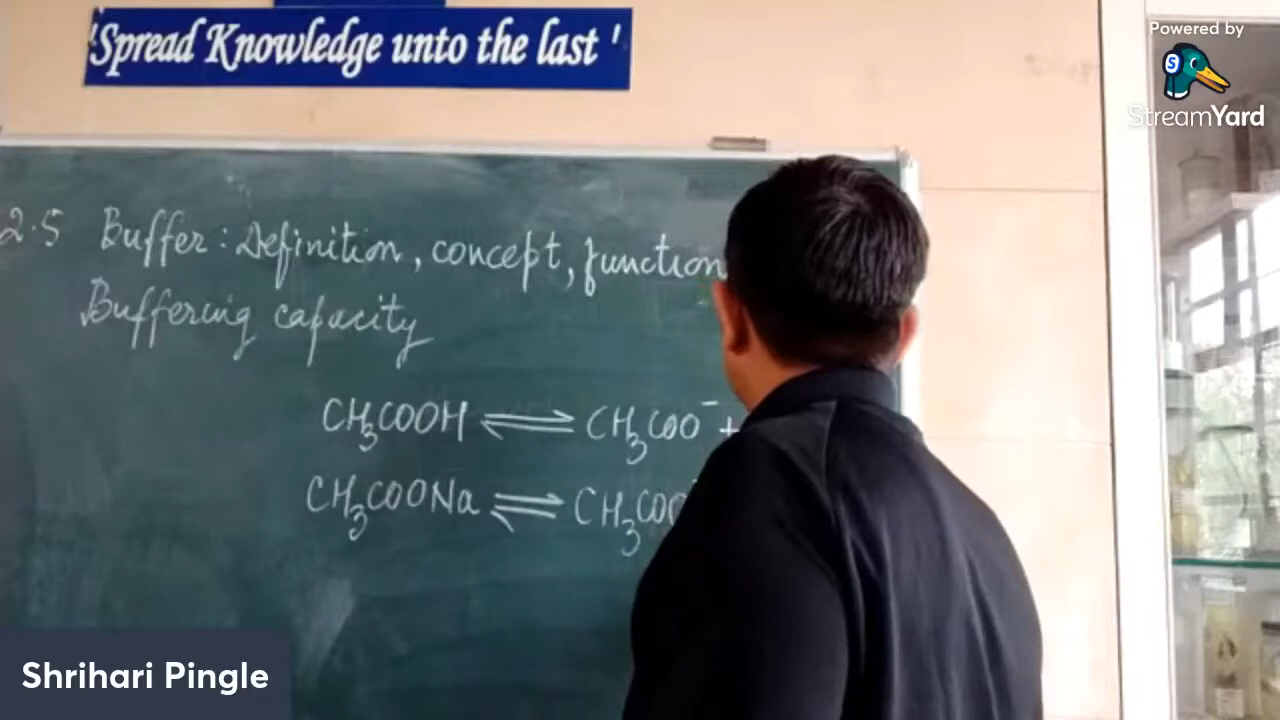 'Spread Knowledge unto the last '
Powered by
StreamYard
2.5 Buffer: Definition, concept, function
Buffering capacity
CH₃COOH ⇌ CH₃COO⁻ +
CH₃COONa ⇌ CH₃COO⁻
Shrihari Pingle